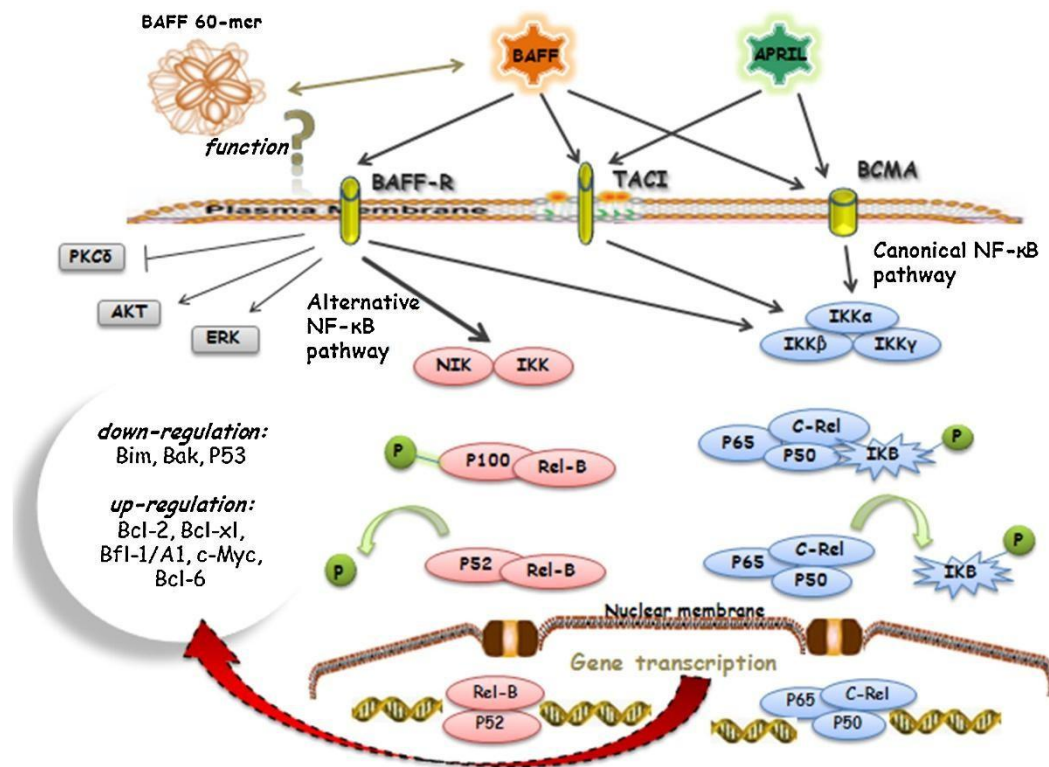 BAFF 60-mer
BAFF
APRIL
function
?
BAFF-R
TACI
BCMA
Plasma Membrane
PKCδ
AKT
ERK
Alternative
NF-κB
pathway
Canonical NF-κB
pathway
NIK
IKK
IKKα
IKKβ
IKKγ
down-regulation:
Bim, Bak, P53
up-regulation:
Bcl-2, Bcl-xl,
Bfl-1/A1, c-Myc,
Bcl-6
P
P100
Rel-B
P65
C-Rel
P50
IKB
P
P
P52
Rel-B
P65
C-Rel
P50
IKB
P
Nuclear membrane
Gene transcription
Rel-B
P52
P65
C-Rel
P50